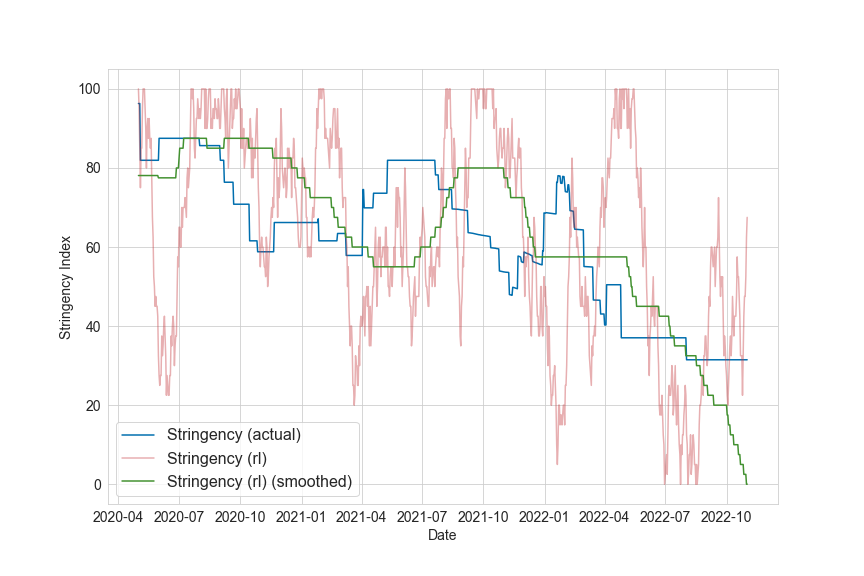 100
80
60
40
20
0
Stringency Index
Stringency (actual)
Stringency (rl)
Stringency (rl) (smoothed)
2020-04 2020-07 2020-10 2021-01 2021-04 2021-07 2021-10 2022-01 2022-04 2022-07 2022-10
Date